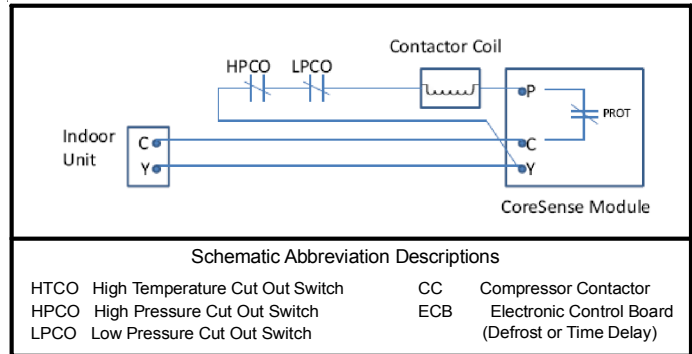 Contactor Coil
HPCO LPCO
P
PROT
Indoor
Unit
C
Y
C
Y
CoreSense Module
Schematic Abbreviation Descriptions
HTCO High Temperature Cut Out Switch
HPCO High Pressure Cut Out Switch
LPCO Low Pressure Cut Out Switch
CC Compressor Contactor
ECB Electronic Control Board
(Defrost or Time Delay)